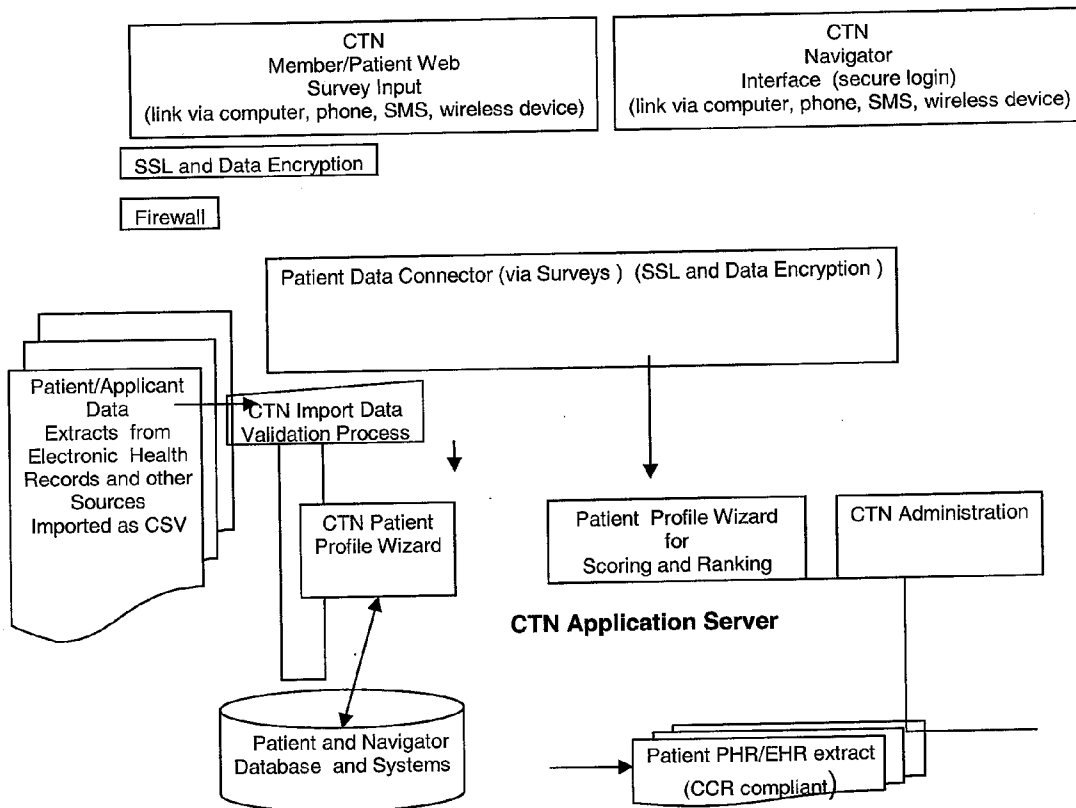 CTN
Member/Patient Web
Survey Input
(link via computer, phone, SMS, wireless device)
CTN
Navigator
Interface (secure login)
(link via computer, phone, SMS, wireless device)
SSL and Data Encryption
Firewall
Patient Data Connector (via Surveys ) (SSL and Data Encryption )
Patient/Applicant
Data
Extracts from
Electronic Health
Records and other
Sources
Imported as CSV
CTN Import Data
Validation Process
CTN Patient
Profile Wizard
Patient Profile Wizard
for
Scoring and Ranking
CTN Administration
CTN Application Server
Patient and Navigator
Database and Systems
Patient PHR/EHR extract
(CCR compliant)